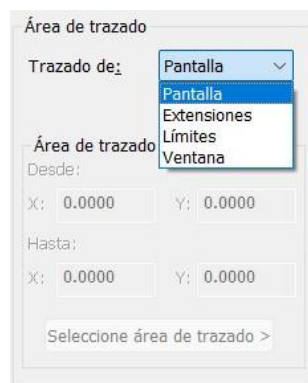 Área de trazado
Trazado de:
Pantalla
Pantalla
Extensiones
Límites
Ventana
Área de trazado
Desde:
X: 0.0000 Y: 0.0000
Hasta:
X: 0.0000 Y: 0.0000
Seleccione área de trazado >